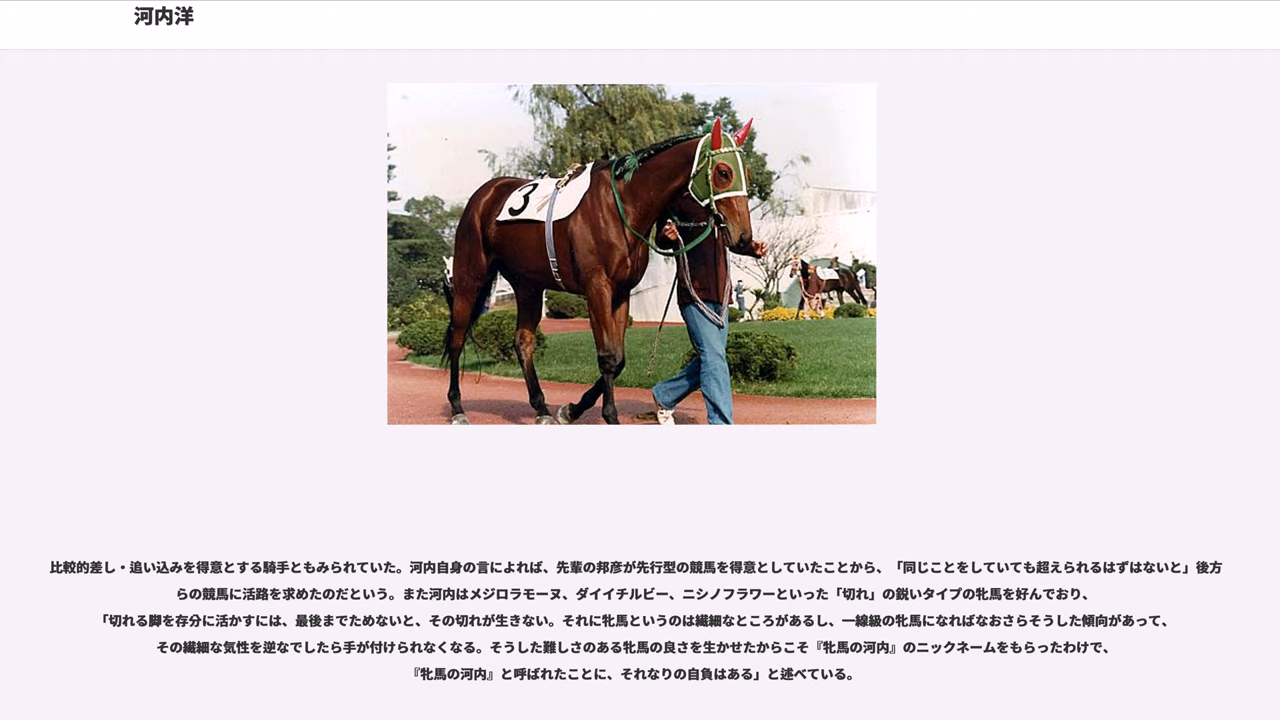 河内洋
3
比較的差し・追い込みを得意とする騎手ともみられていた。河内自身の言によれば、先輩の邦彦が先行型の競馬を得意としていたことから、「同じことをしていても超えられるはずはないと」後方
らの競馬に活路を求めたのだという。また河内はメジロラモーヌ、ダイイチルビー、ニシノフラワーといった「切れ」の鋭いタイプの牝馬を好んでおり、
「切れる脚を存分に活かすには、最後までためないと、その切れが生きない。それに牝馬というのは繊細なところがあるし、一線級の牝馬になればなおさらそうした傾向があって、
その繊細な気性を逆なでしたら手が付けられなくなる。そうした難しさのある牝馬の良さを生かせたからこそ『牝馬の河内』のニックネームをもらったわけで、
『牝馬の河内』と呼ばれたことに、それなりの自負はある」と述べている。